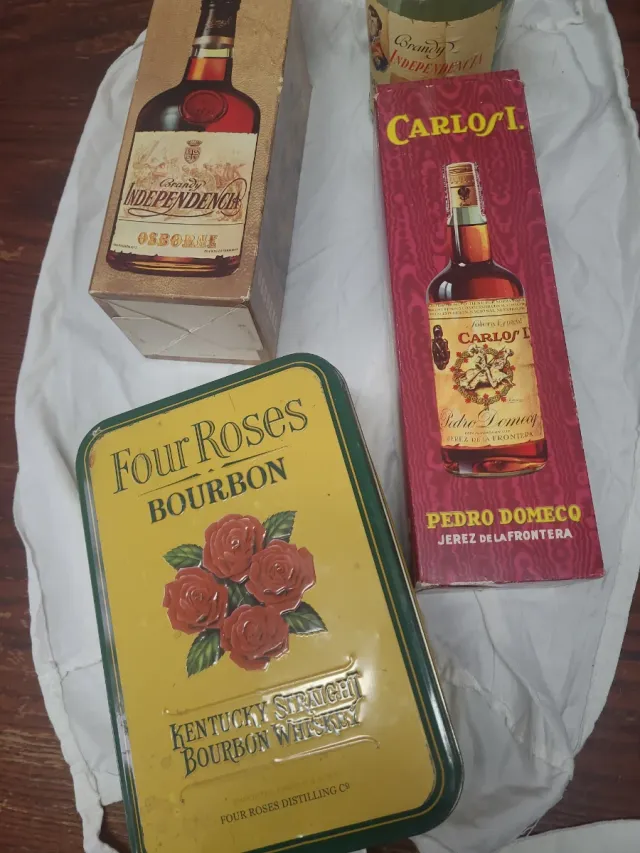 Brandy
INDEPENDENCIA
OSBORNE
Brandy
INDEPENDENCIA
CARLOS I.
CARLOS I
Pedro Domecq
JEREZ DE LA FRONTERA
PEDRO DOMECQ
JEREZ DE LA FRONTERA
Four Roses
BOURBON
KENTUCKY STRAIGHT
BOURBON WHISKEY
FOUR ROSES DISTILLING Cº